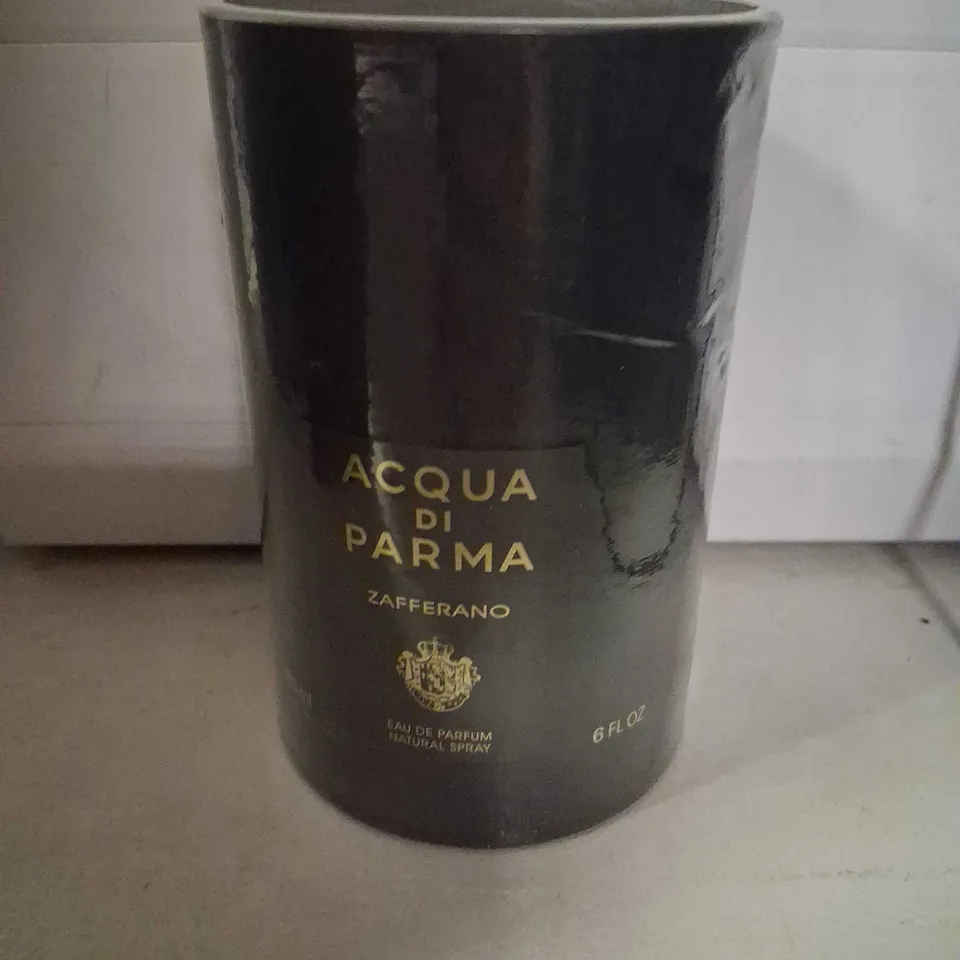 ACQUA
DI
PARMA
ZAFFERANO
EAU DE PARFUM
NATURAL SPRAY
6 FL OZ